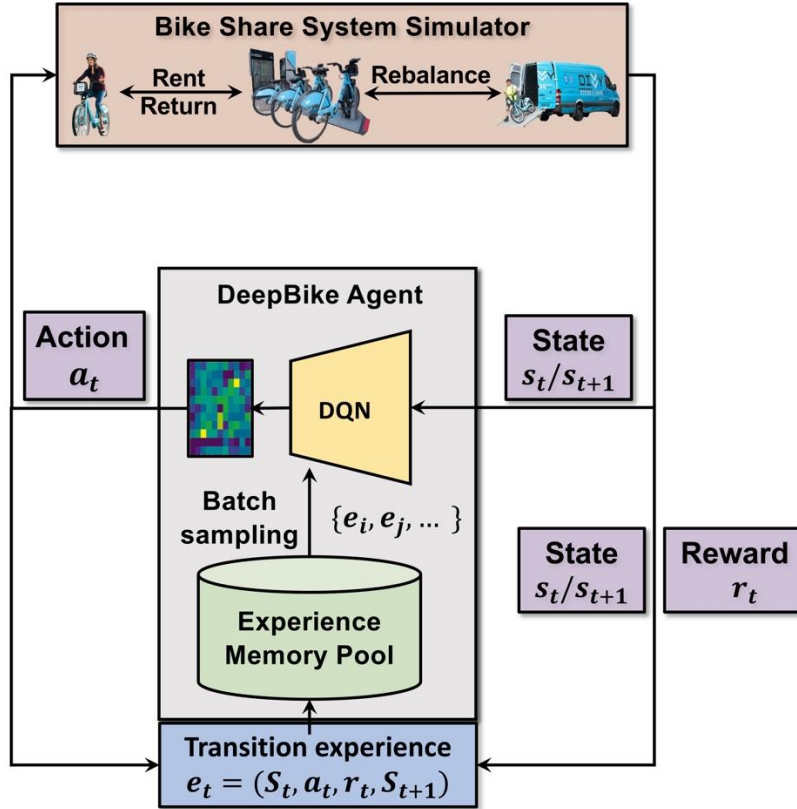 Bike Share System Simulator
Rent
Return
Rebalance
DeepBike Agent
Action
a_t
State
s_t/s_{t+1}
DQN
Batch
sampling
{e_i, e_j, … }
State
s_t/s_{t+1}
Reward
r_t
Experience
Memory Pool
Transition experience
e_t = (S_t, a_t, r_t, S_{t+1})